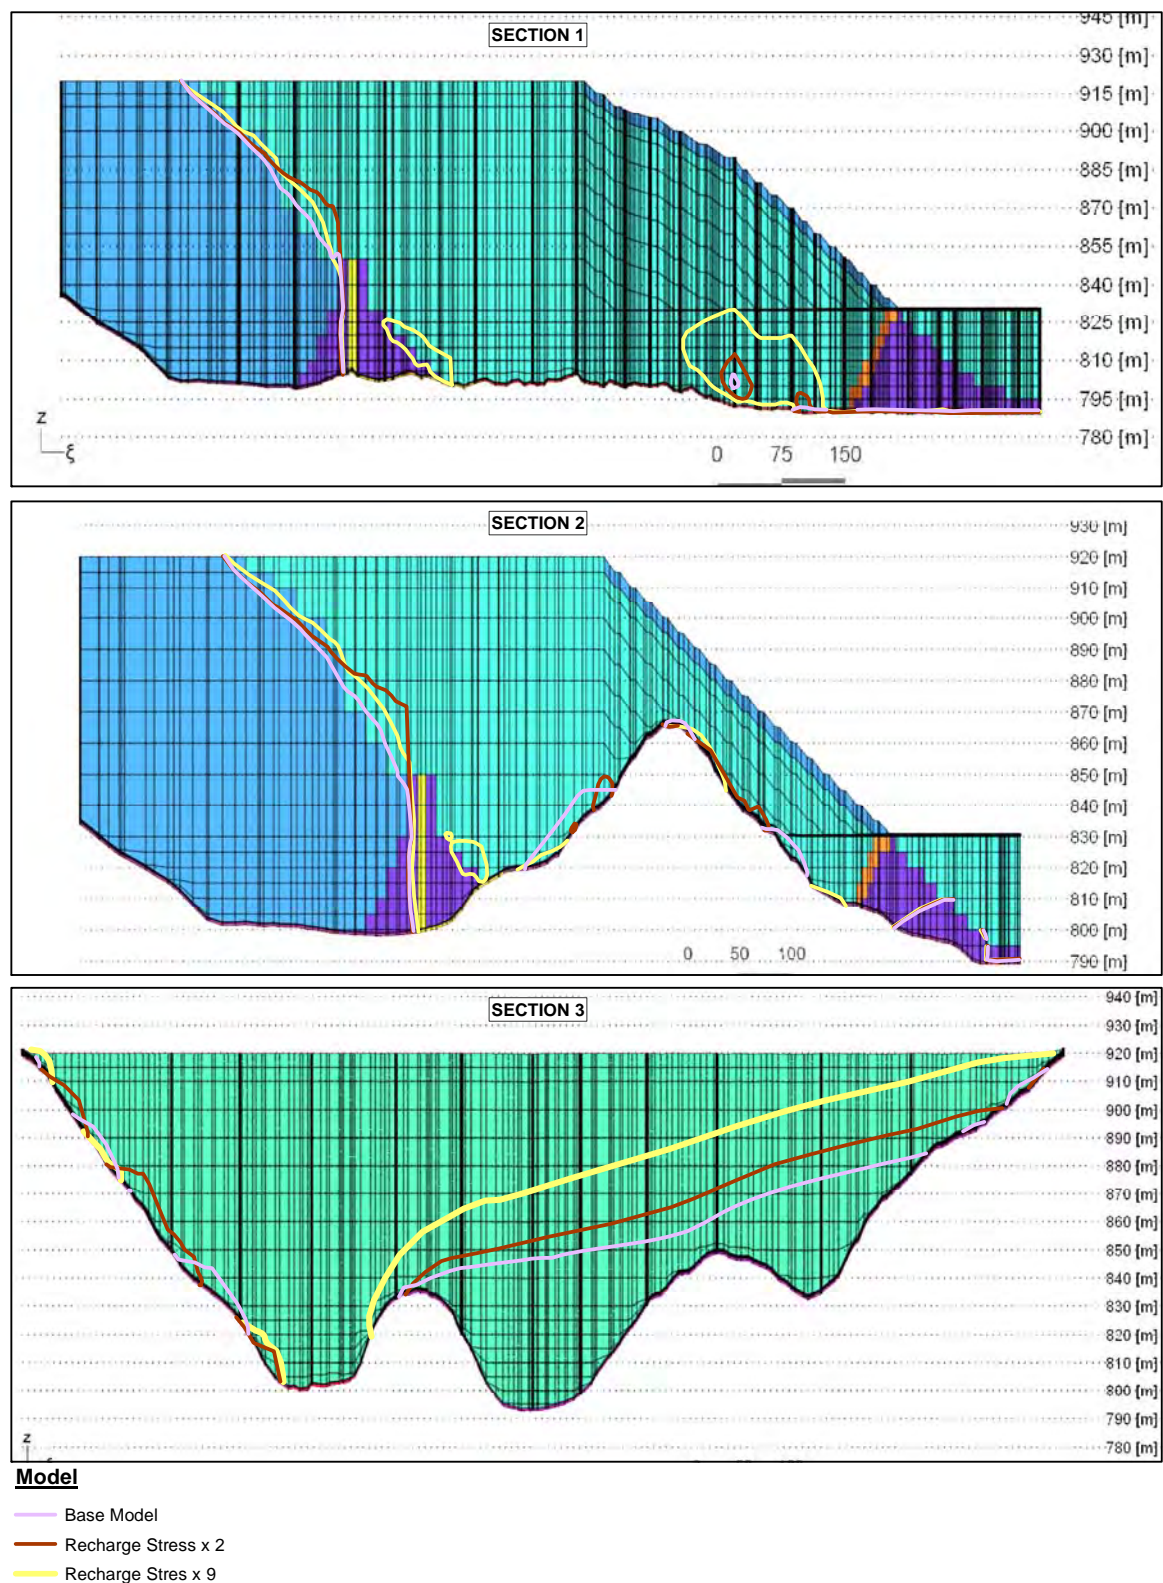 SECTION 1
945 [m]
930 [m]
915 [m]
900 [m]
885 [m]
870 [m]
855 [m]
840 [m]
825 [m]
810 [m]
795 [m]
780 [m]
z
ξ
0 75 150
SECTION 2
930 [m]
920 [m]
910 [m]
900 [m]
890 [m]
880 [m]
870 [m]
860 [m]
850 [m]
840 [m]
830 [m]
820 [m]
810 [m]
800 [m]
790 [m]
0 50 100
SECTION 3
940 [m]
930 [m]
920 [m]
910 [m]
900 [m]
890 [m]
880 [m]
870 [m]
860 [m]
850 [m]
840 [m]
830 [m]
820 [m]
810 [m]
800 [m]
790 [m]
780 [m]
z
Model
Base Model
Recharge Stress x 2
Recharge Stres x 9